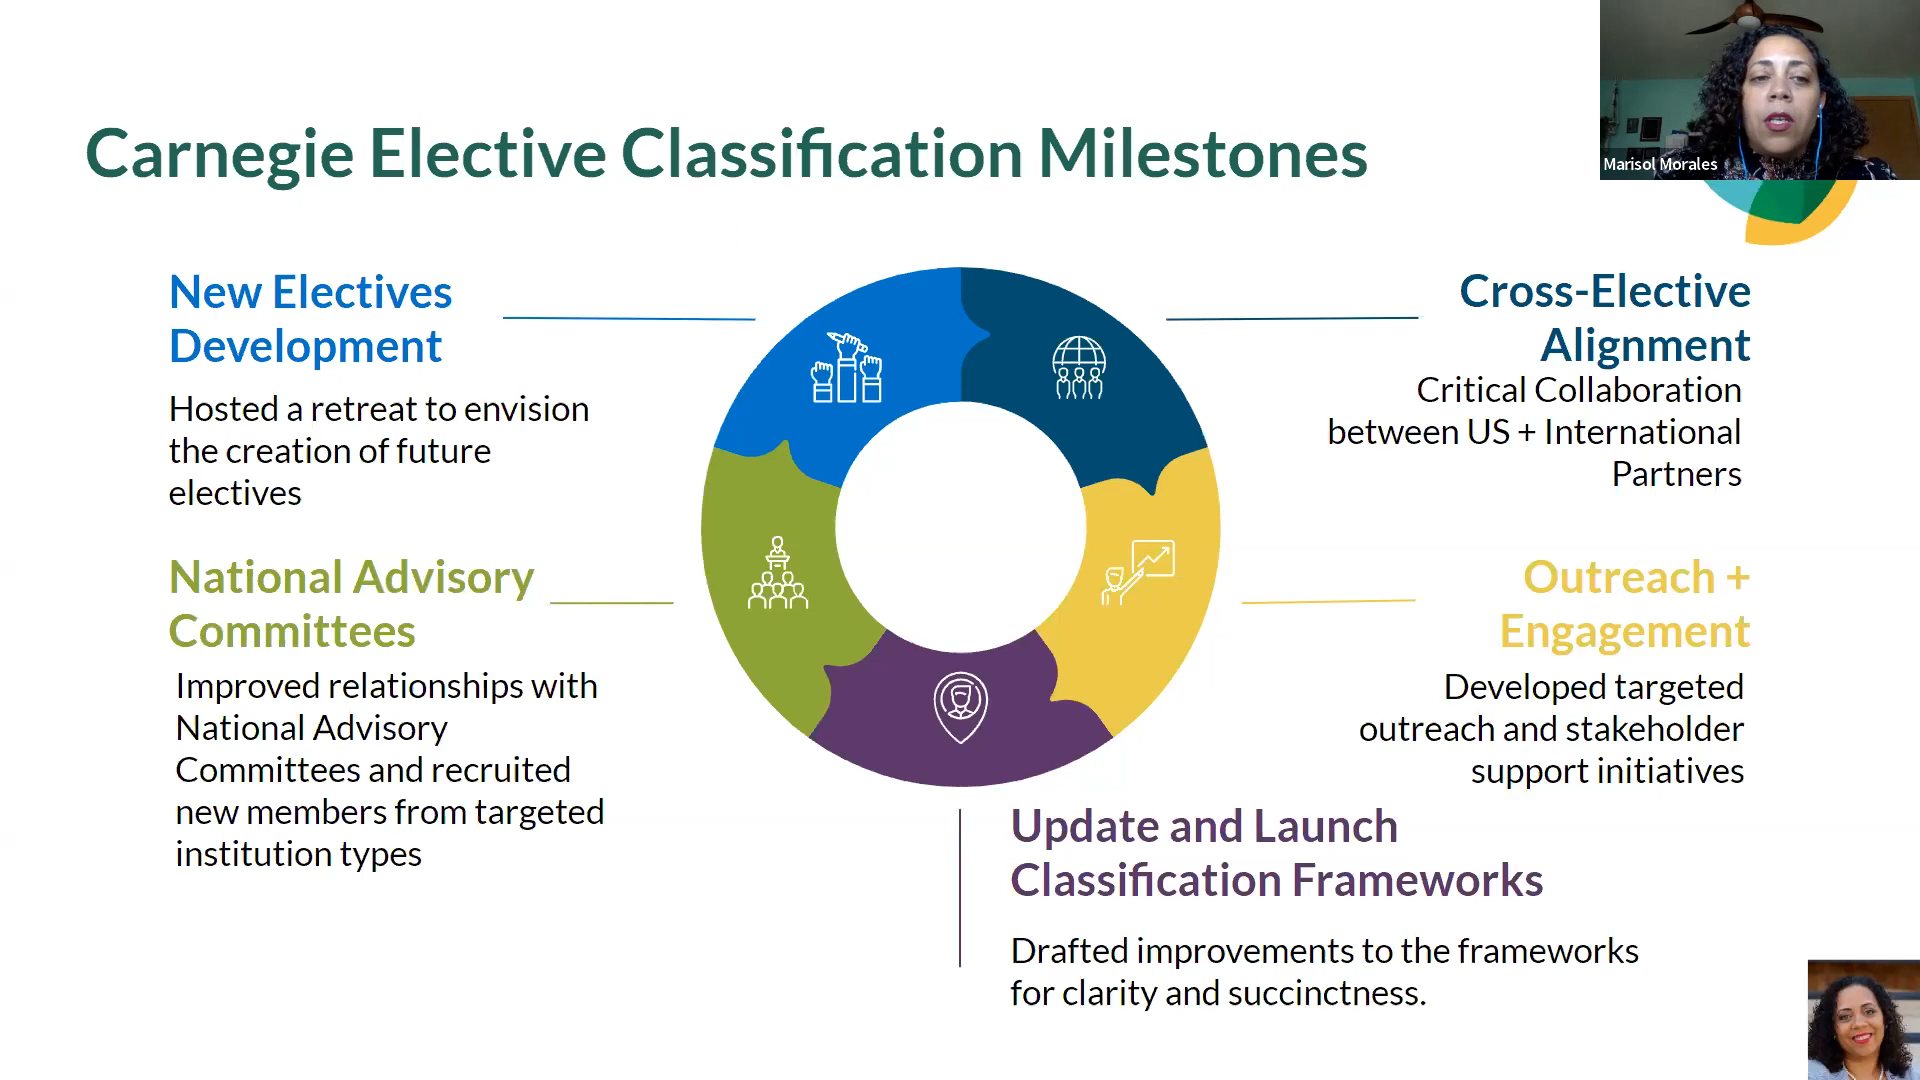 Carnegie Elective Classification Milestones
Marisol Morales
New Electives
Development
Hosted a retreat to envision
the creation of future
electives
Cross-Elective
Alignment
Critical Collaboration
between US + International
Partners
National Advisory
Committees
Improved relationships with
National Advisory
Committees and recruited
new members from targeted
institution types
Outreach +
Engagement
Developed targeted
outreach and stakeholder
support initiatives
Update and Launch
Classification Frameworks
Drafted improvements to the frameworks
for clarity and succinctness.